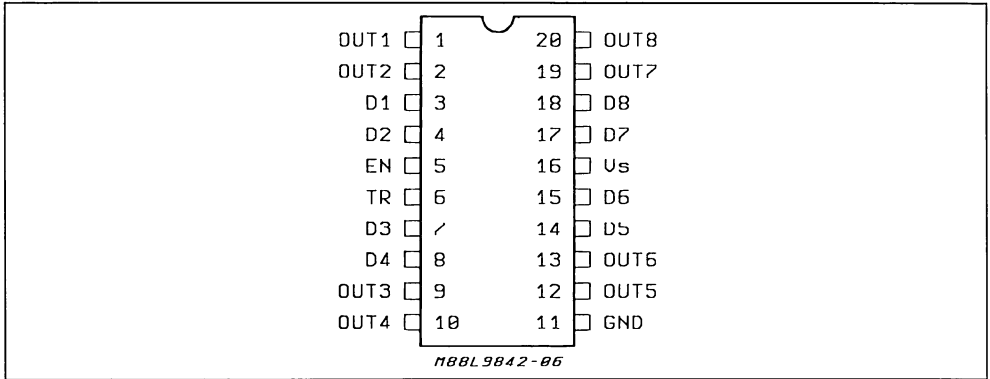 OUT1 1 20 OUT8
OUT2 2 19 OUT7
D1 3 18 D8
D2 4 17 D7
EN 5 16 Vs
TR 6 15 D6
D3 7 14 D5
D4 8 13 OUT6
OUT3 9 12 OUT5
OUT4 10 11 GND
M88L9842-06